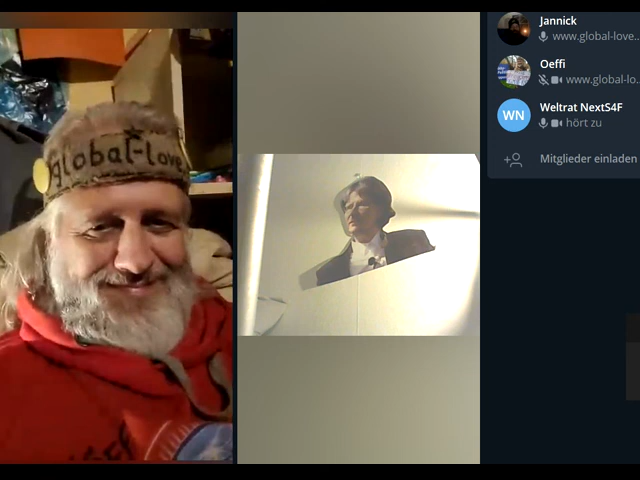 global-love
Jannick
www.global-love..
Oeffi
www.global-lo..
WN
Weltrat NextS4F
hört zu
Mitglieder einladen